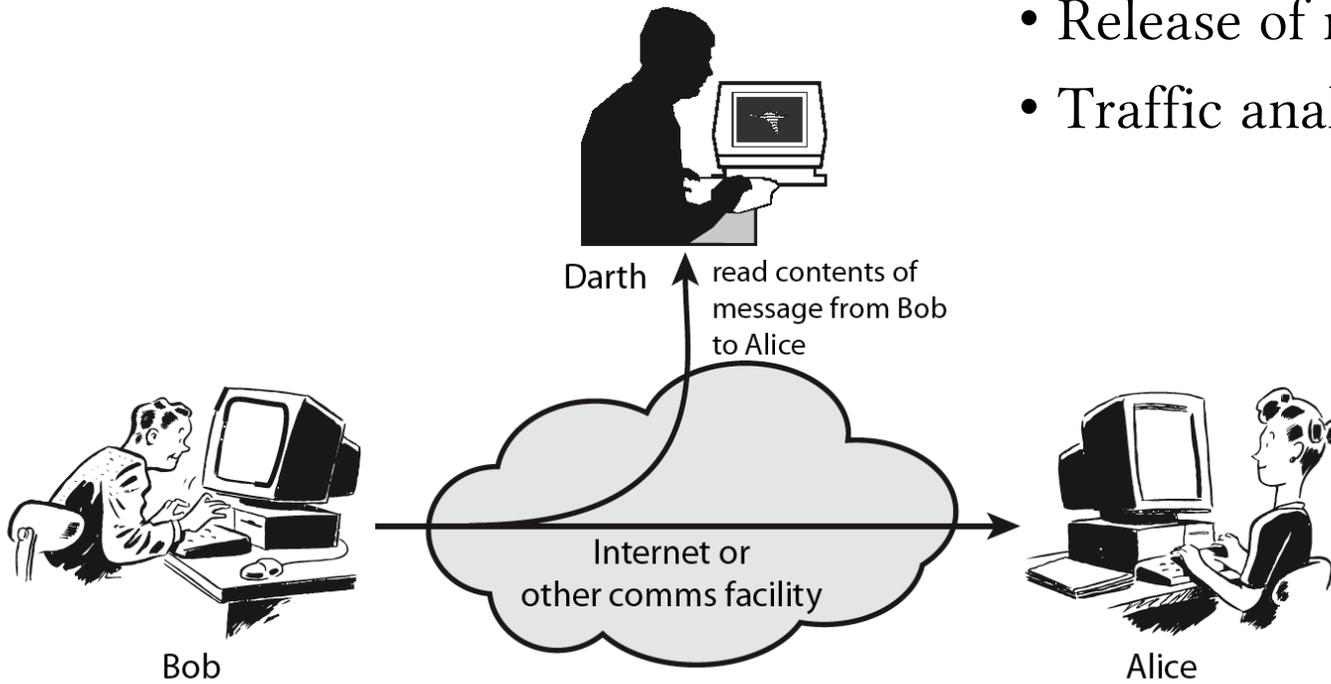 • Release of
• Traffic
Darth
read contents of
message from Bob
to Alice
Internet or
other comms facility
Bob
Alice